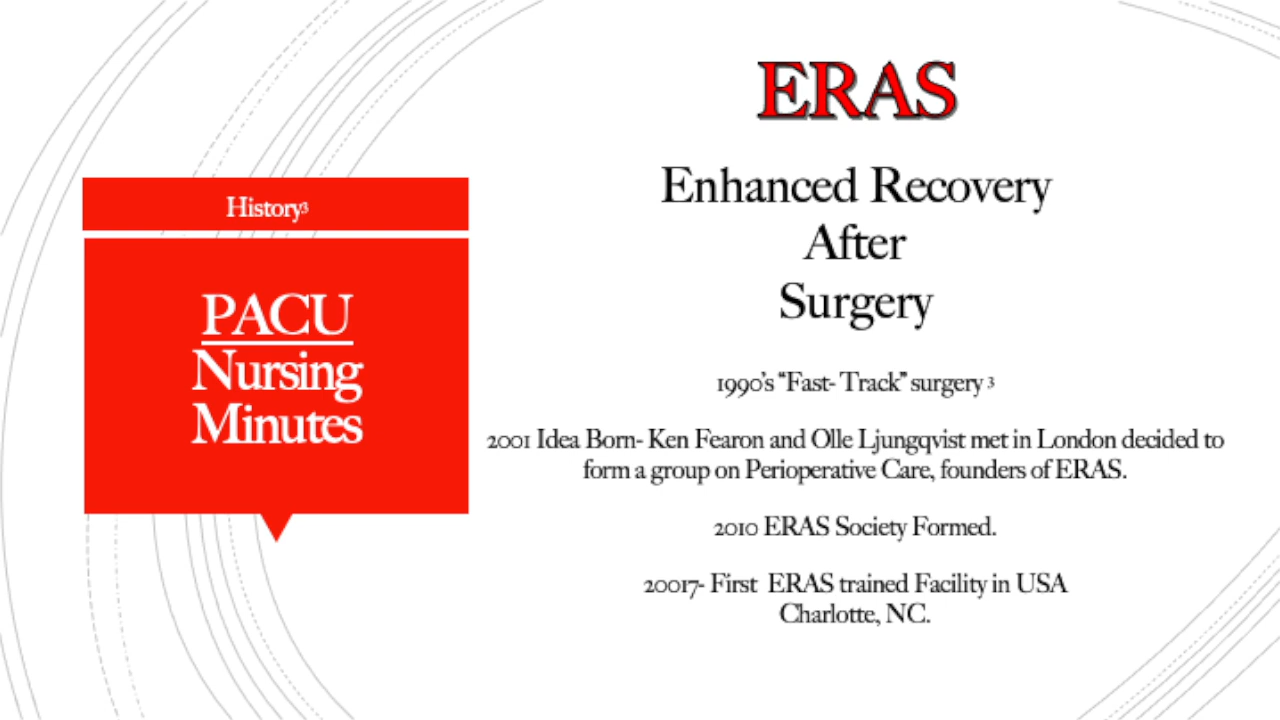 History3
PACU
Nursing
Minutes
ERAS
Enhanced Recovery
After
Surgery
1990's “Fast- Track” surgery 3
2001 Idea Born- Ken Fearon and Olle Ljungqvist met in London decided to
form a group on Perioperative Care, founders of ERAS.
2010 ERAS Society Formed.
20017- First ERAS trained Facility in USA
Charlotte, NC.